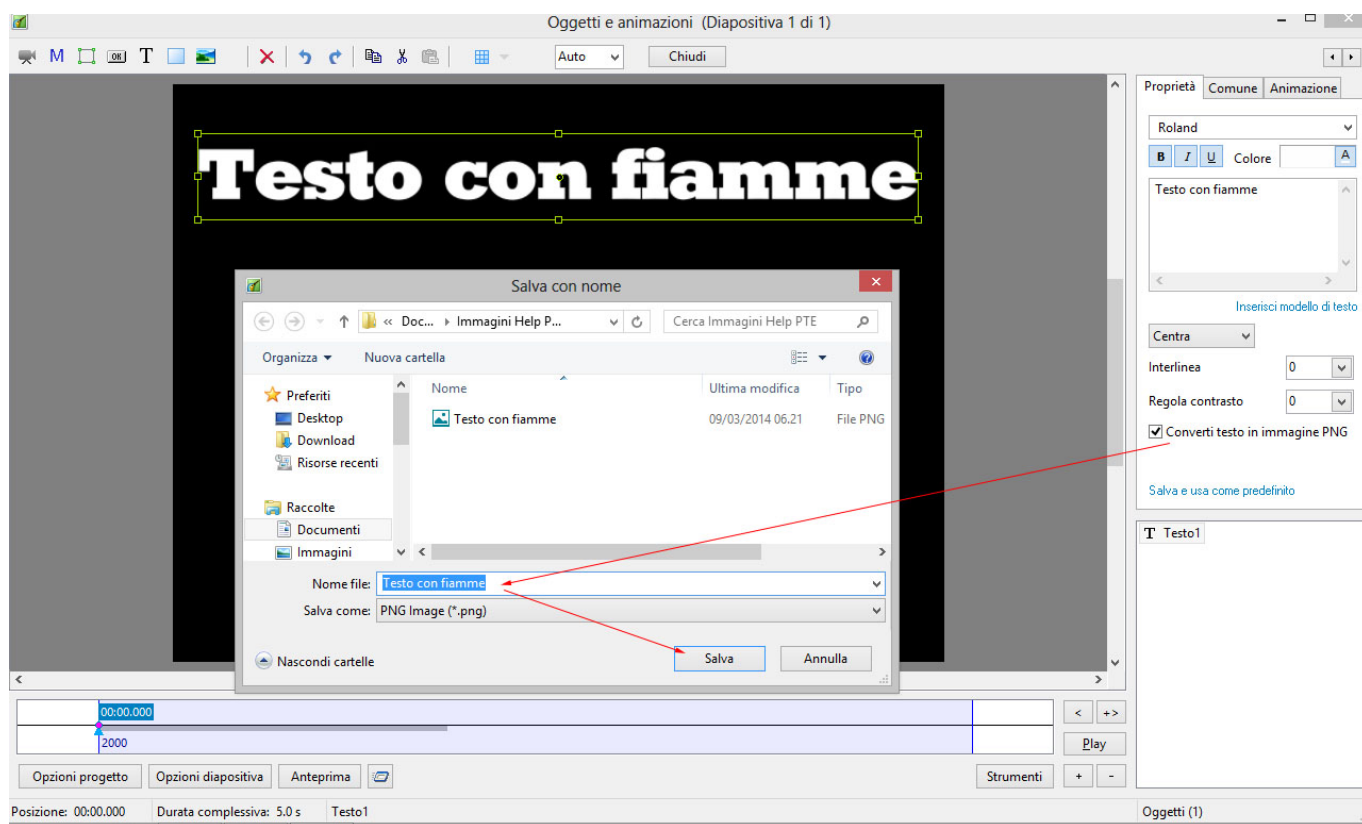 Oggetti e animazioni (Diapositiva 1 di 1)
M OK T Auto Chiudi
Proprietà Comune Animazione
Roland
B I U Colore A
Testo con fiamme
Inserisci modello di testo
Centra
Interlinea 0
Regola contrasto 0
Converti testo in immagine PNG
Salva e usa come predefinito
T Testo1
Testo con fiamme
Salva con nome
« Doc... Immagini Help P... Cerca Immagini Help PTE
Organizza Nuova cartella
Preferiti
Desktop
Download
Risorse recenti
Raccolte
Documenti
Immagini
Nome Ultima modifica Tipo
Testo con fiamme 09/03/2014 06.21 File PNG
Nome file: Testo con fiamme
Salva come: PNG Image (*.png)
Nascondi cartelle Salva Annulla
00:00.000
2000
< +>
Play
Opzioni progetto Opzioni diapositiva Anteprima Strumenti + -
Posizione: 00:00.000 Durata complessiva: 5.0 s Testo1 Oggetti (1)